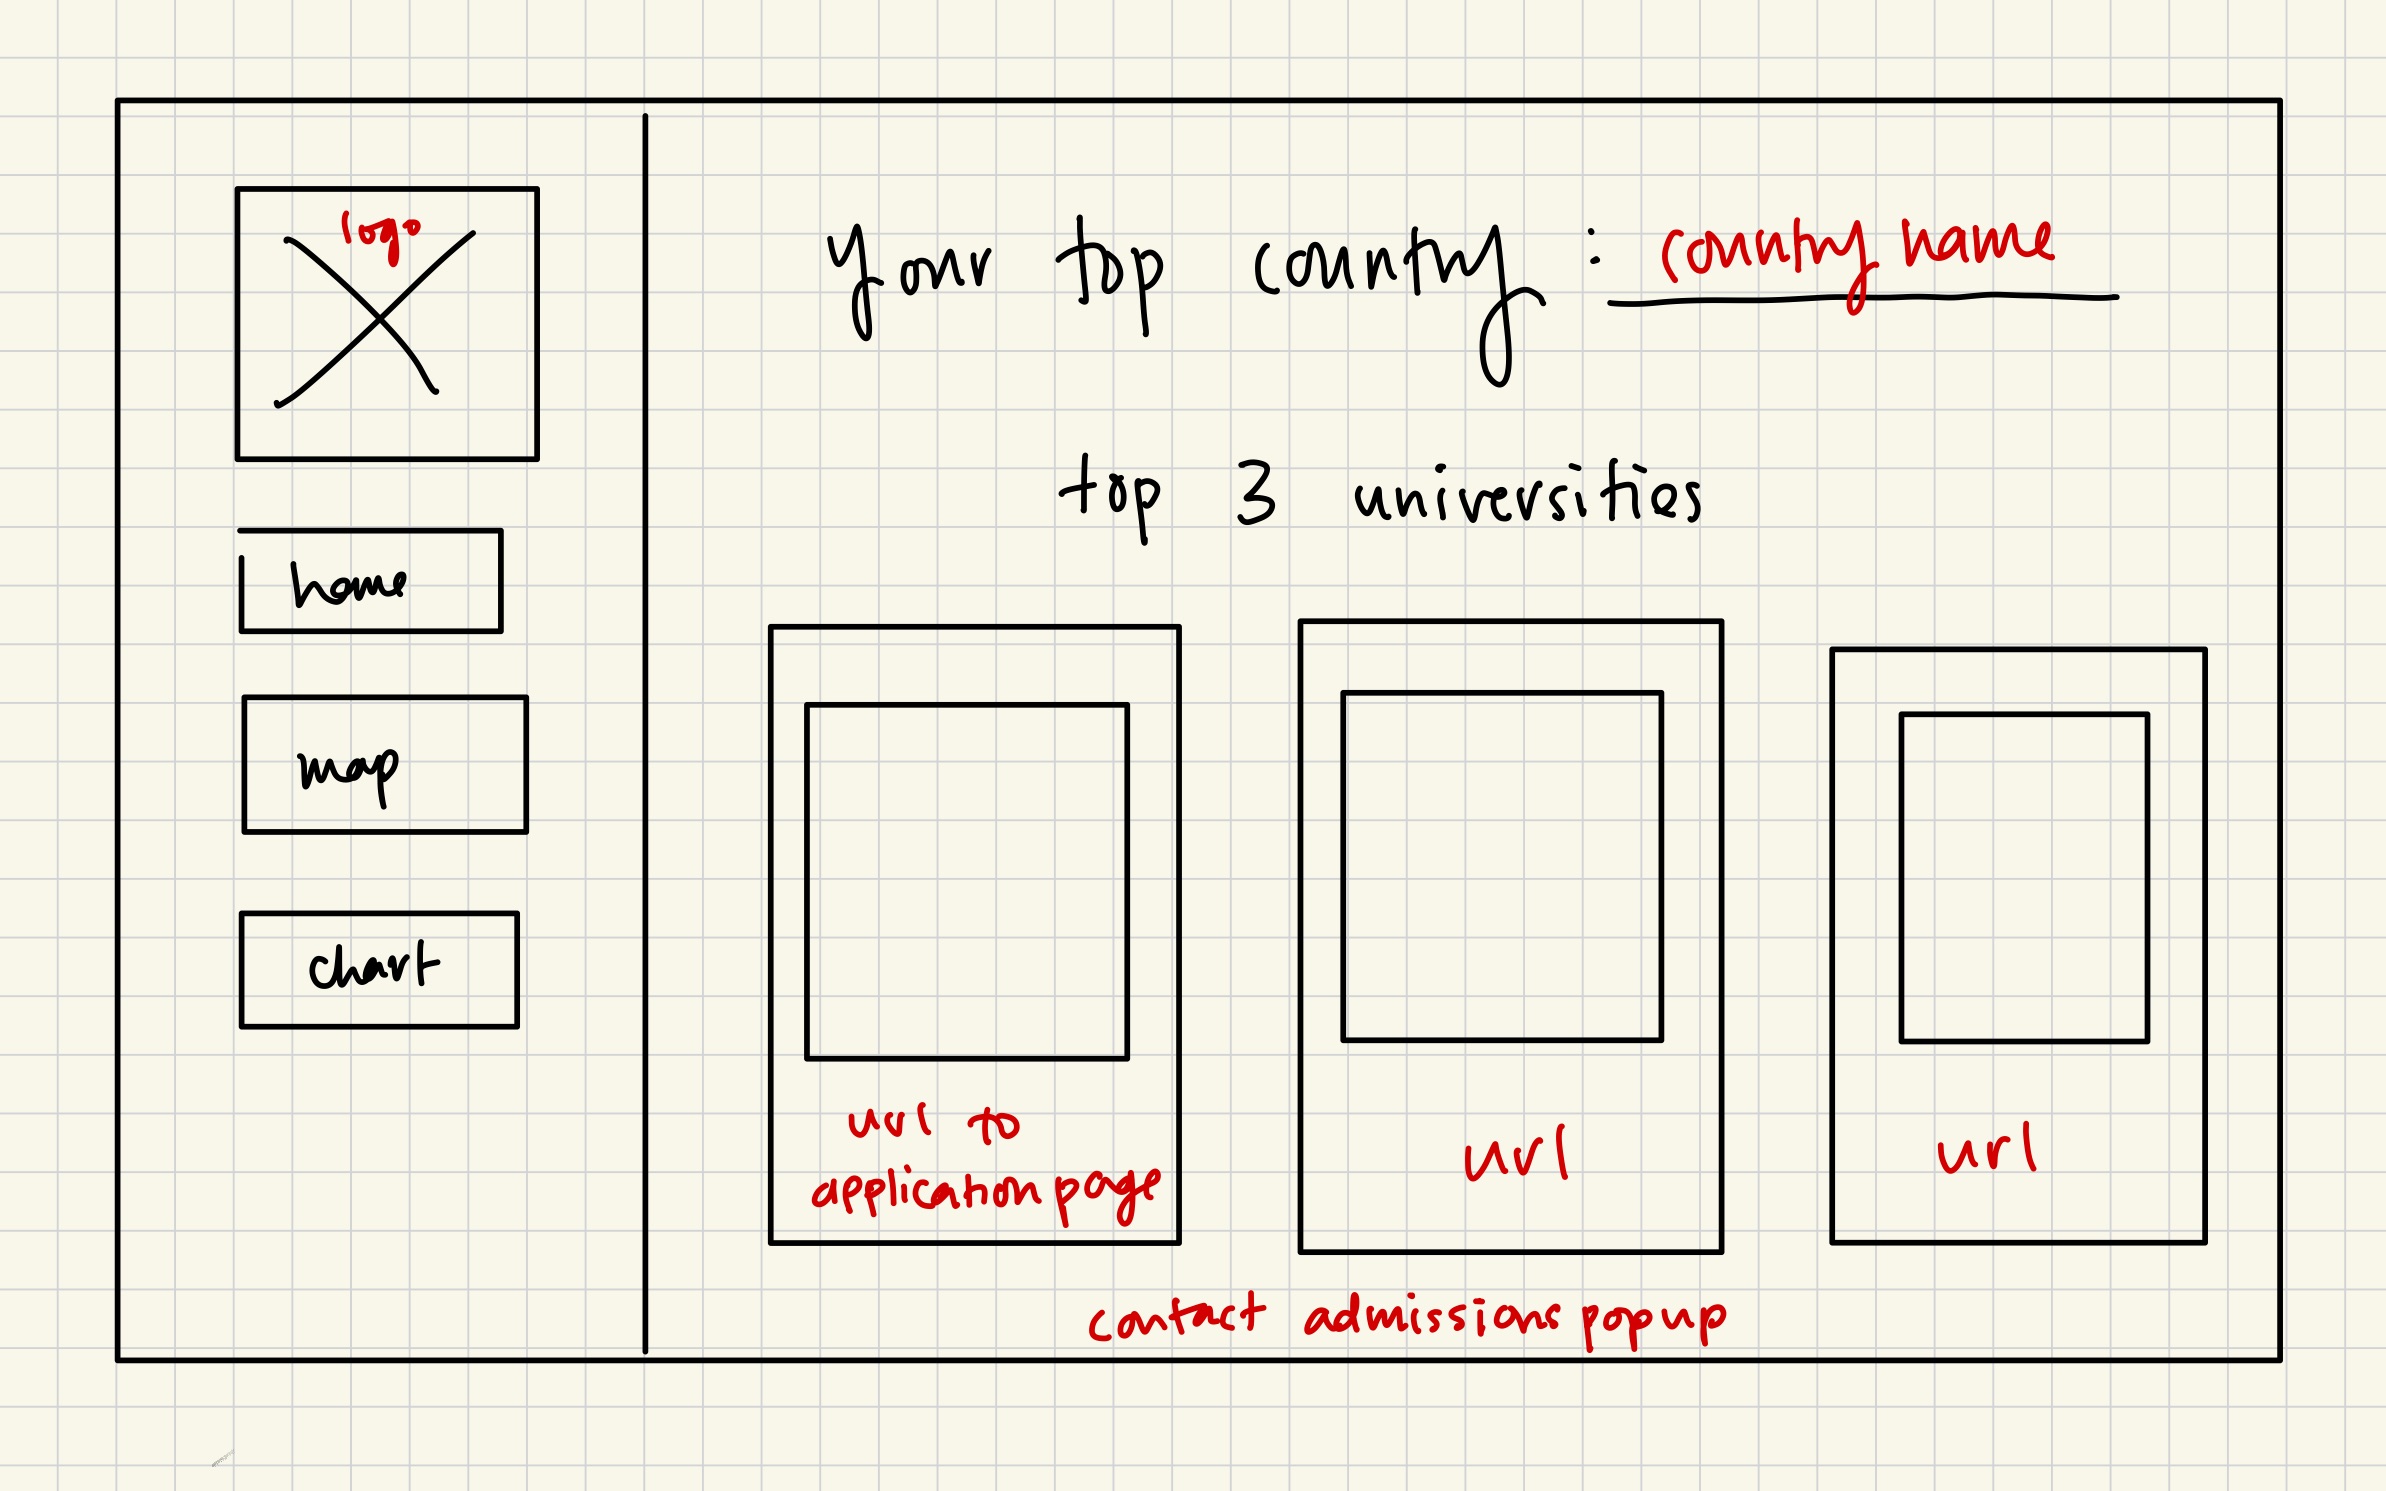 logo
home
map
chart
your top country : country name
top 3 universities
url to
application page
url
url
contact admissions popup